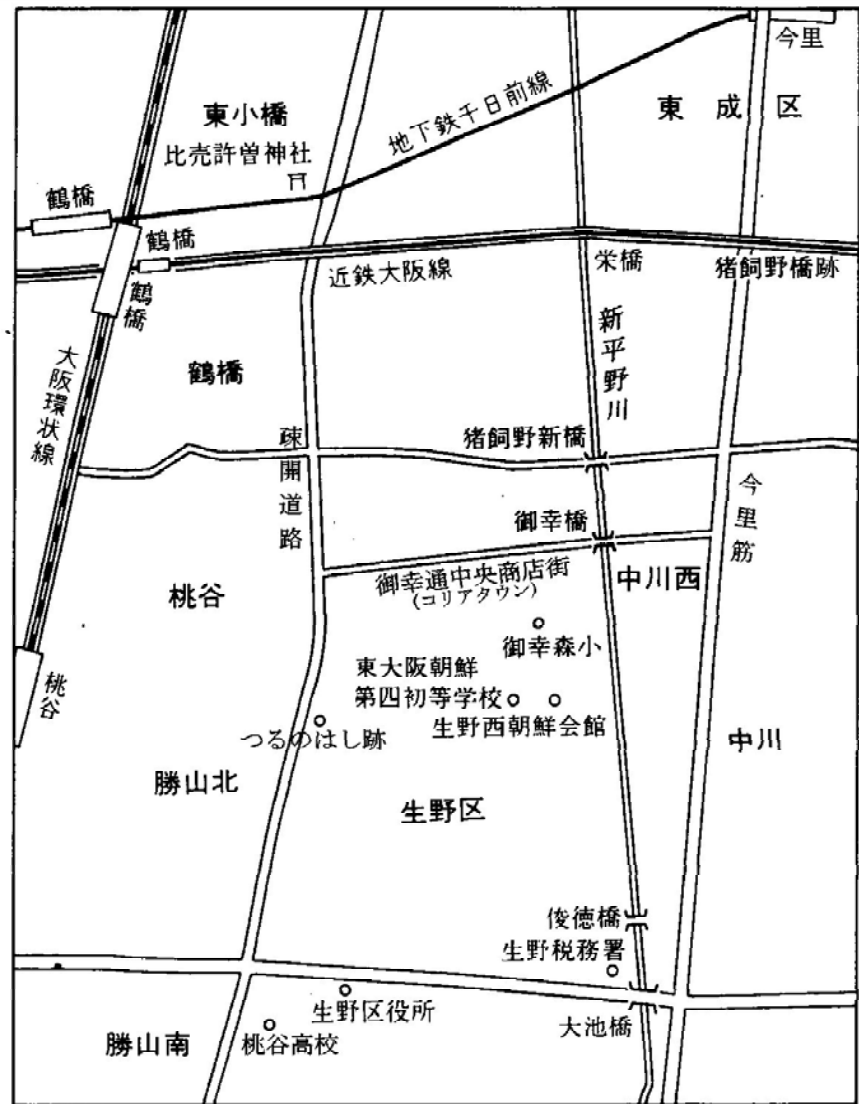 今里
東成区
地下鉄千日前線
東小橋
比売許曽神社
鶴橋
鶴橋
鶴橋
近鉄大阪線
栄橋
猪飼野橋跡
新平野川
大阪環状線
鶴橋
疎開道路
猪飼野新橋
今里筋
御幸橋
御幸通中央商店街
(コリアタウン)
中川西
桃谷
御幸森小
東大阪朝鮮
第四初等学校
生野西朝鮮会館
桃谷
つるのはし跡
中川
勝山北
生野区
俊徳橋
生野税務署
生野区役所
大池橋
勝山南
桃谷高校